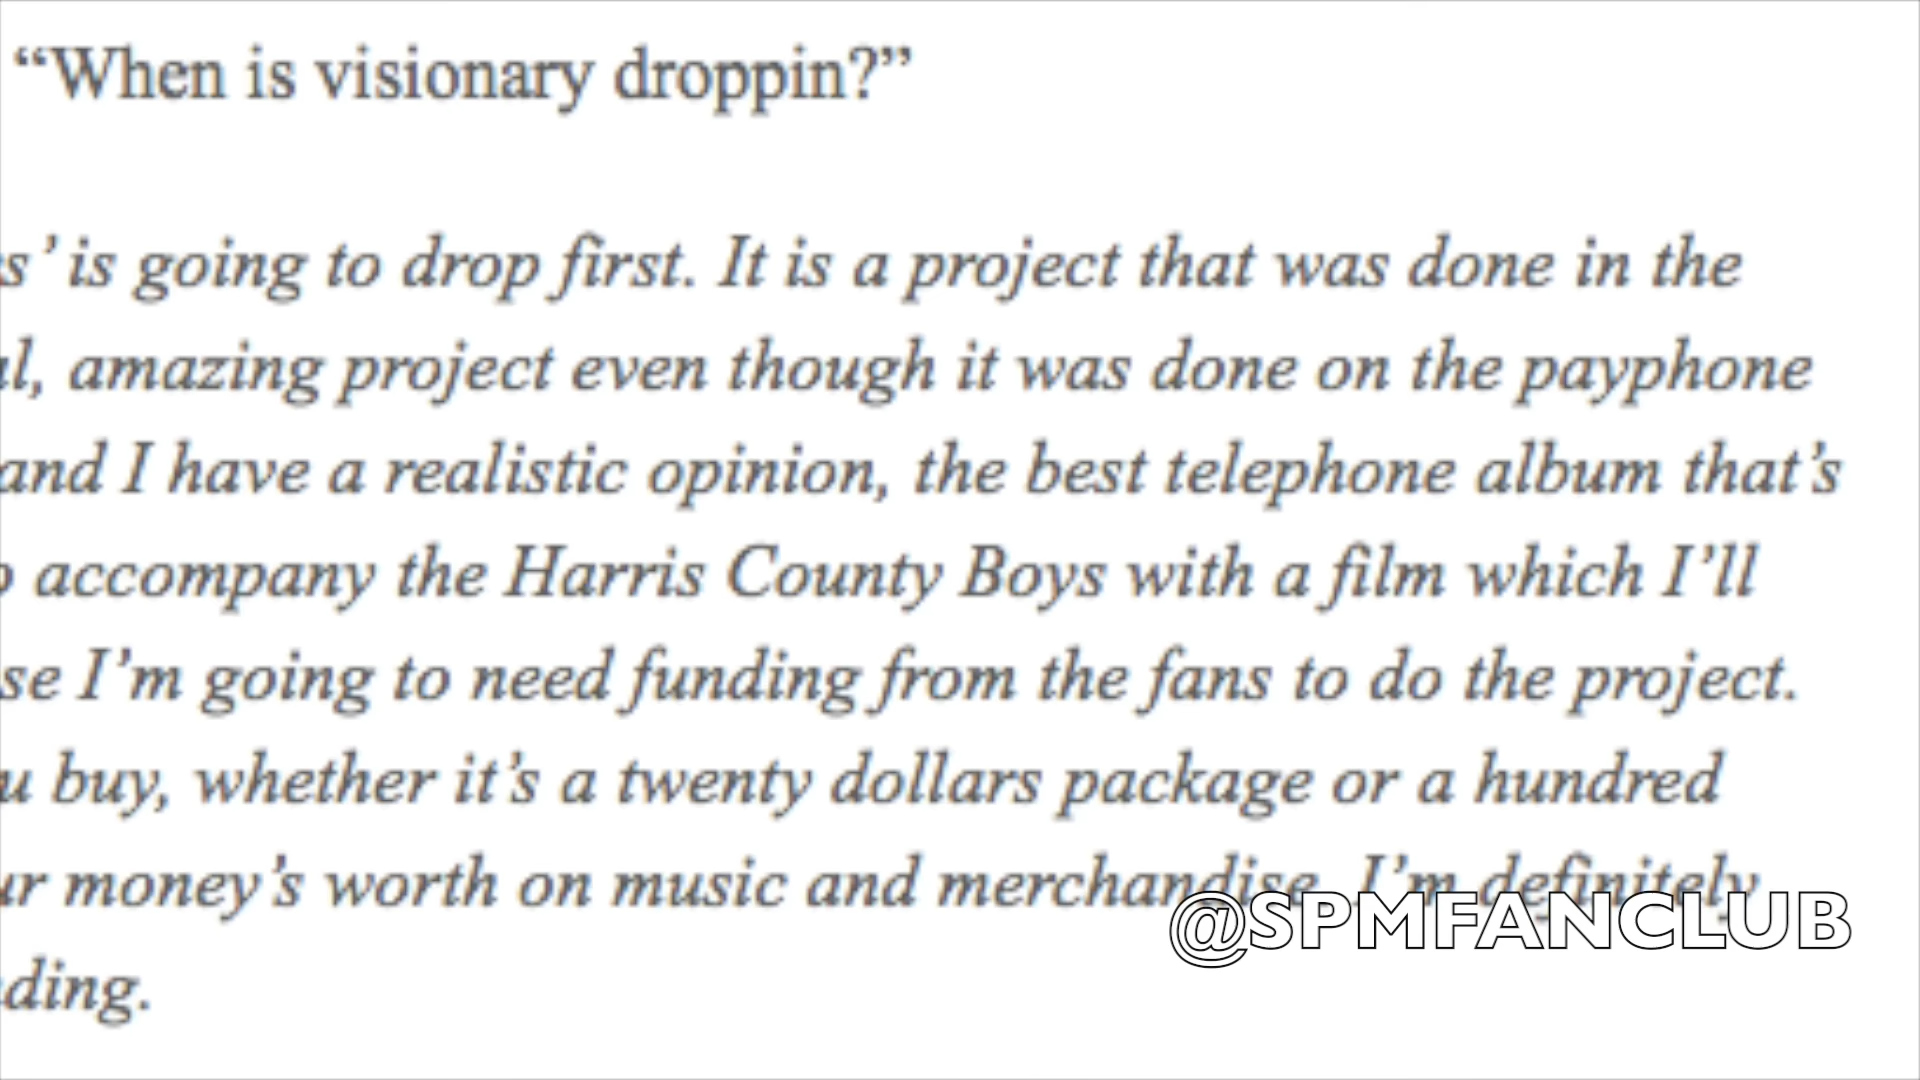 “When is visionary droppin?”
is going to drop first. It is a project that was done in the
amazing project even though it was done on the payphone
and I have a realistic opinion, the best telephone album that’s
accompany the Harris County Boys with a film which I’ll
I’m going to need funding from the fans to do the project.
buy, whether it’s a twenty dollars package or a hundred
money’s worth on music and merchandise. I’m definitely
@SPMFANCLUB